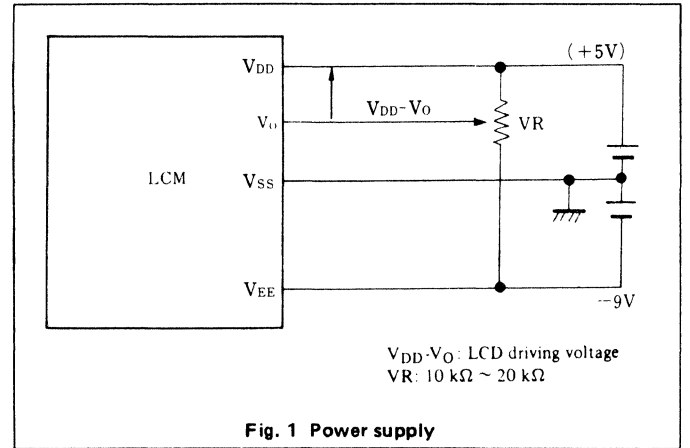 VDD
(+5V)
VO
VDD-VO
VR
LCM
VSS
VEE
--9V
VDD-VO: LCD driving voltage
VR: 10 kΩ ~ 20 kΩ
Fig. 1 Power supply